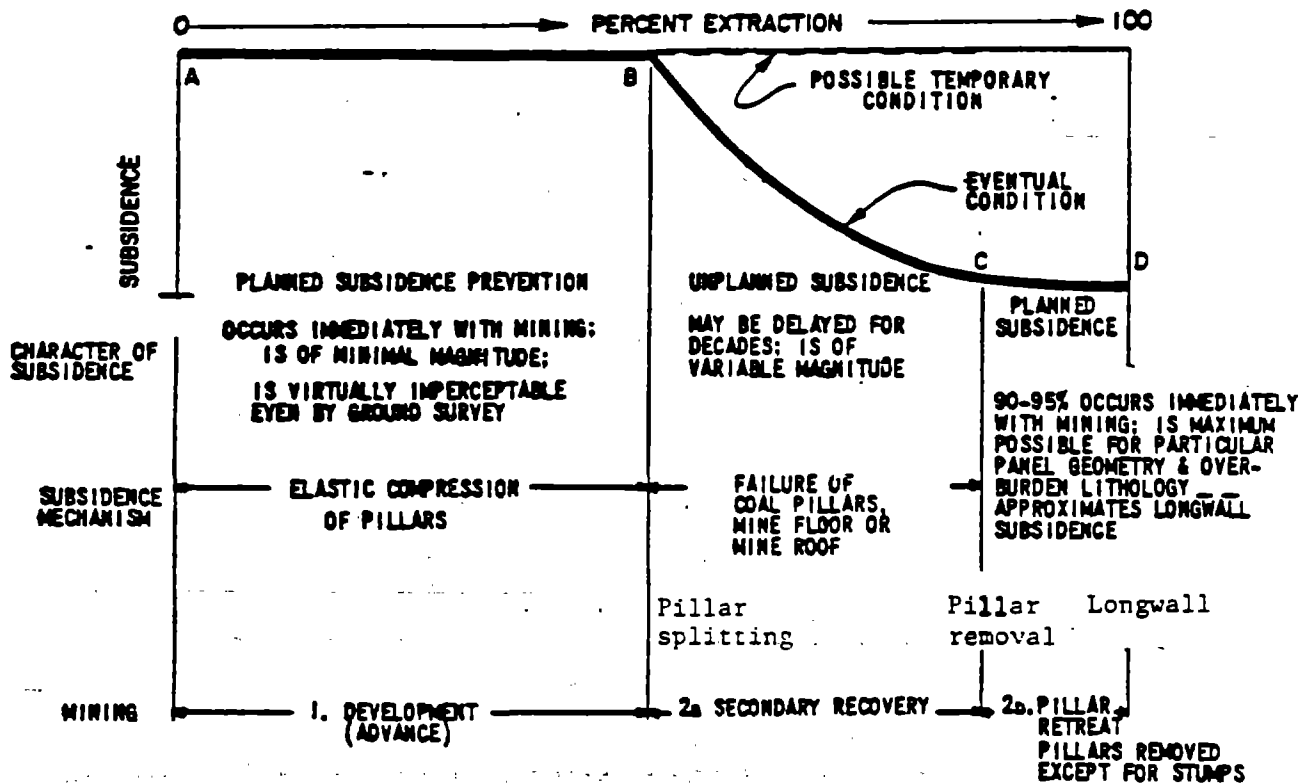 0 PERCENT EXTRACTION 100
A
B
POSSIBLE TEMPORARY
CONDITION
SUBSIDENCE
EVENTUAL
CONDITION
C
D
PLANNED SUBSIDENCE PREVENTION
UNPLANNED SUBSIDENCE
PLANNED
SUBSIDENCE
CHARACTER OF
SUBSIDENCE
OCCURS IMMEDIATELY WITH MINING;
IS OF MINIMAL MAGNITUDE;
IS VIRTUALLY IMPERCEPTABLE
EVEN BY GROUND SURVEY
MAY BE DELAYED FOR
DECADES; IS OF
VARIABLE MAGNITUDE
90-95% OCCURS IMMEDIATELY
WITH MINING; IS MAXIMUM
POSSIBLE FOR PARTICULAR
PANEL GEOMETRY & OVER-
BURDEN LITHOLOGY __
APPROXIMATES LONGWALL
SUBSIDENCE
SUBSIDENCE
MECHANISM
ELASTIC COMPRESSION
OF PILLARS
FAILURE OF
COAL PILLARS,
MINE FLOOR OR
MINE ROOF
Pillar
splitting
Pillar
removal
Longwall
MINING
1. DEVELOPMENT
(ADVANCE)
2a SECONDARY RECOVERY
2b. PILLAR
RETREAT
PILLARS REMOVED
EXCEPT FOR STUMPS